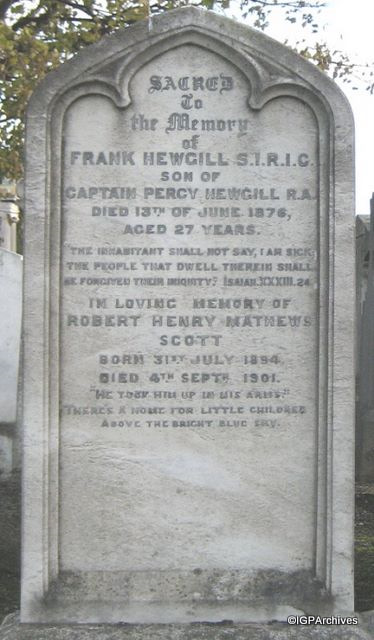 SACRED
To
the Memory
of
FRANK HEWGILL S.I.R.I.C.
SON OF
CAPTAIN PERCY HEWGILL R.A.
DIED 13TH OF JUNE 1876,
AGED 27 YEARS.
THE INHABITANT SHALL NOT SAY, I AM SICK
THE PEOPLE THAT DWELL THEREIN SHALL
BE FORGIVEN THEIR INIQUITY." ISAIAH.XXXIII.24
IN LOVING MEMORY OF
ROBERT HENRY MATHEWS
SCOTT
BORN 31ST JULY 1894,
DIED 4TH SEPTR 1901.
"HE TOOK HIM UP IN HIS ARMS."
THERE'S A HOME FOR LITTLE CHILDREN
ABOVE THE BRIGHT BLUE SKY.
©IGPArchives